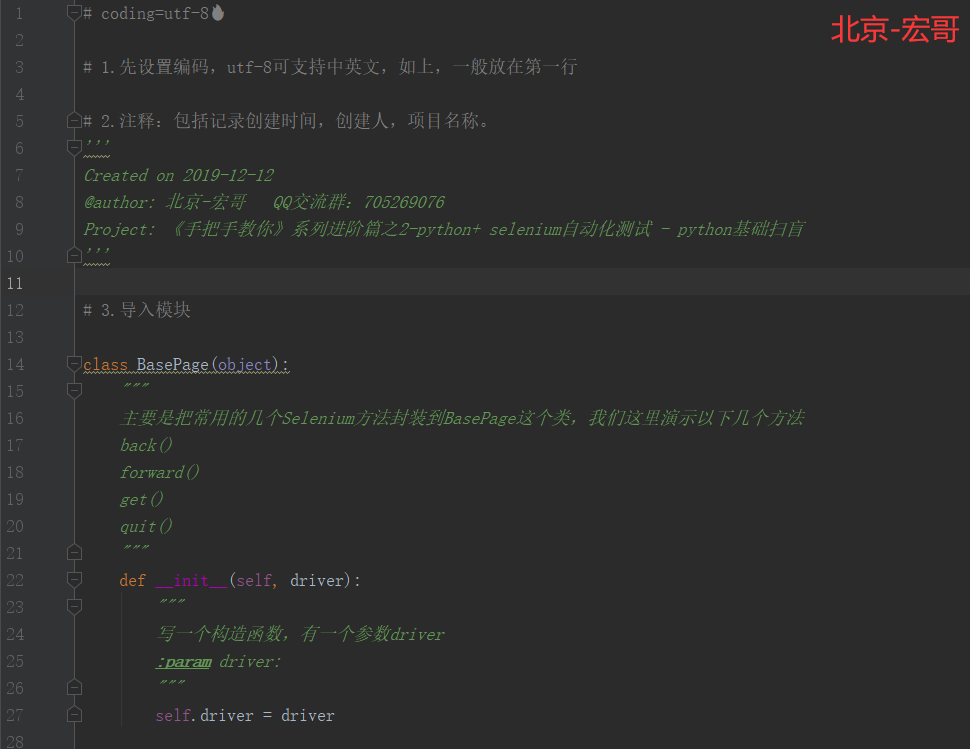 北京-宏哥
1 # coding=utf-8
2
3 # 1.先设置编码，utf-8可支持中英文，如上，一般放在第一行
4
5 # 2.注释：包括记录创建时间，创建人，项目名称。
6 '''
7 Created on 2019-12-12
8 @author: 北京-宏哥   QQ交流群：705269076
9 Project: 《手把手教你》系列进阶篇之2-python+ selenium自动化测试 - python基础扫盲
10 '''
11
12 # 3.导入模块
13
14 class BasePage(object):
15     """
16     主要是把常用的几个Selenium方法封装到BasePage这个类，我们这里演示以下几个方法
17     back()
18     forward()
19     get()
20     quit()
21     """
22     def __init__(self, driver):
23         """
24         写一个构造函数，有一个参数driver
25         :param driver:
26         """
27         self.driver = driver
28